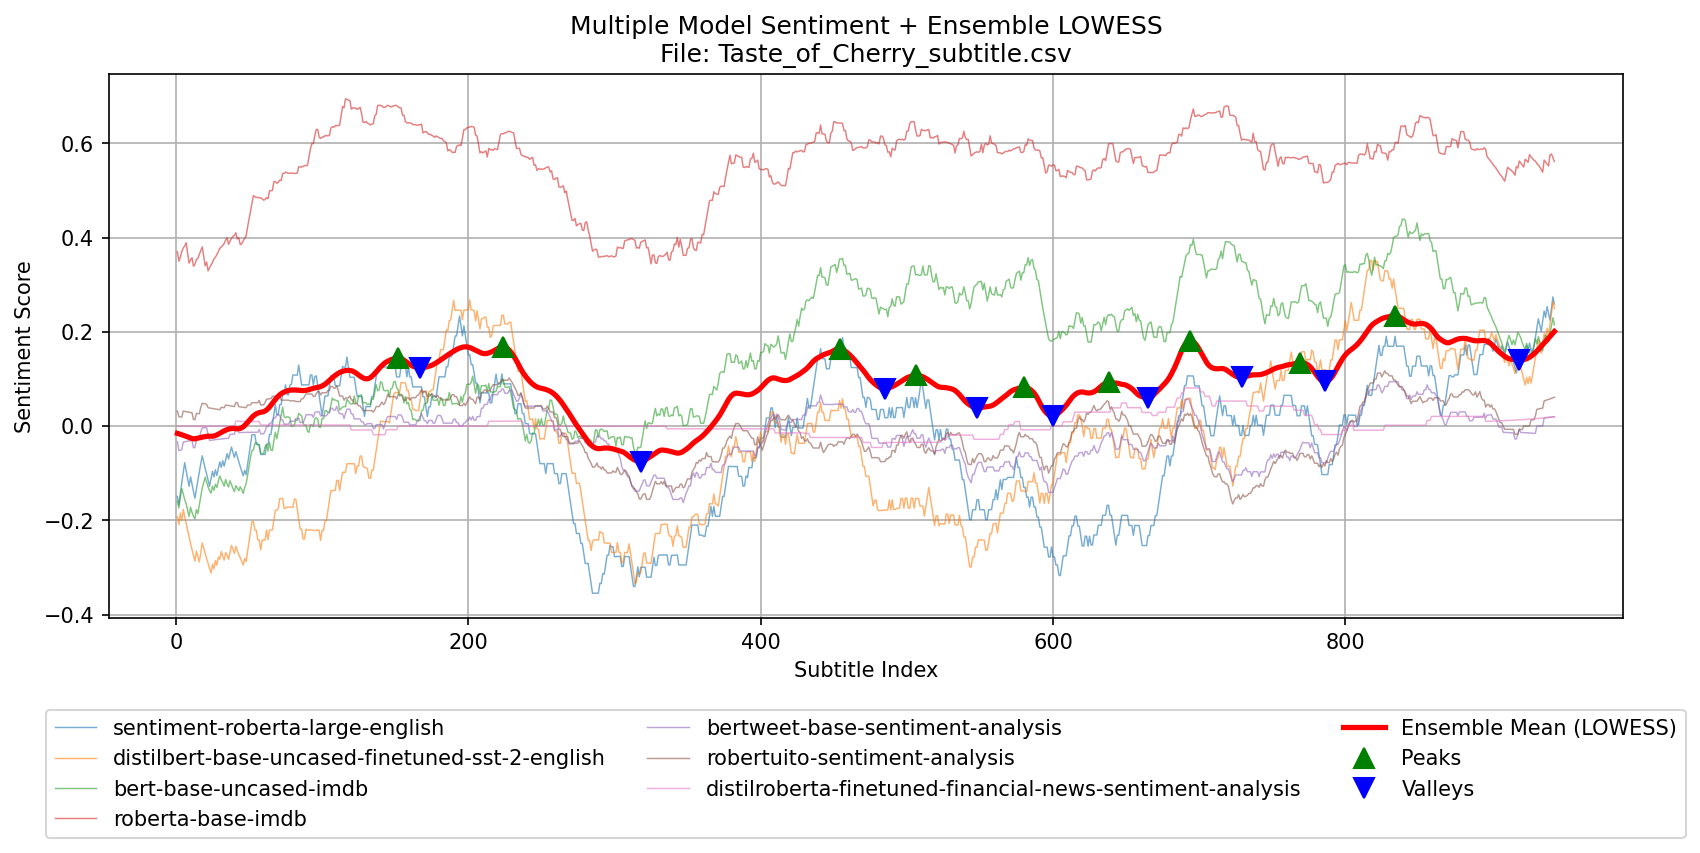 Multiple Model Sentiment + Ensemble LOWESS
File: Taste_of_Cherry_subtitle.csv
Sentiment Score
0.6
0.4
0.2
0.0
−0.2
−0.4
0 200 400 600 800
Subtitle Index
sentiment-roberta-large-english
distilbert-base-uncased-finetuned-sst-2-english
bert-base-uncased-imdb
roberta-base-imdb
bertweet-base-sentiment-analysis
robertuito-sentiment-analysis
distilroberta-finetuned-financial-news-sentiment-analysis
Ensemble Mean (LOWESS)
Peaks
Valleys